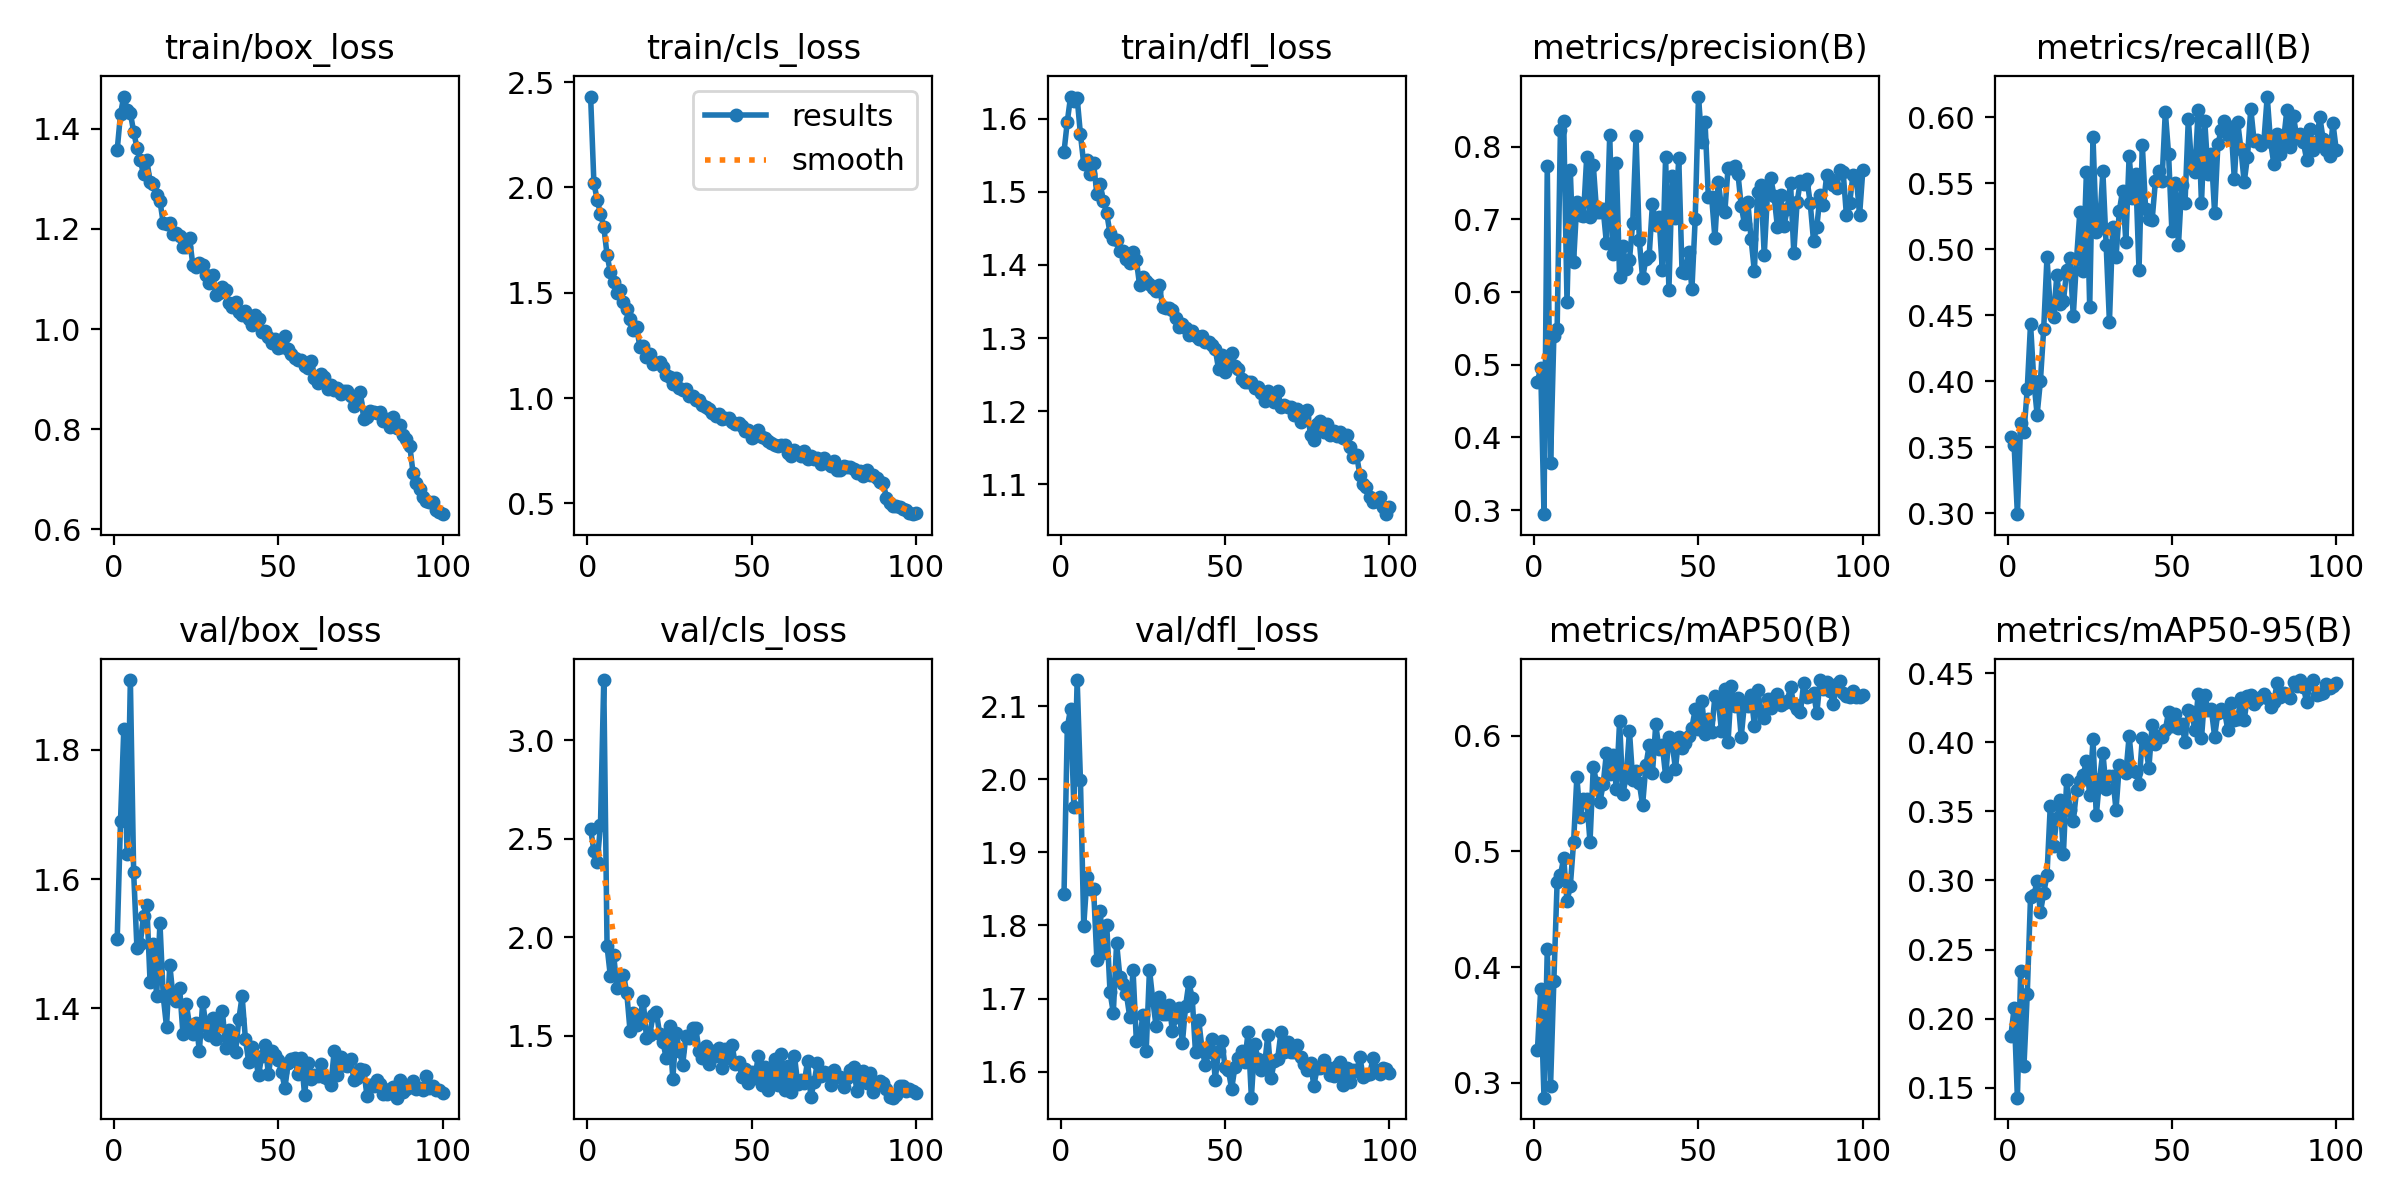 train/box_loss
1.4
1.2
1.0
0.8
0.6
0 50 100
train/cls_loss
2.5
2.0
1.5
1.0
0.5
results
smooth
0 50 100
train/dfl_loss
1.6
1.5
1.4
1.3
1.2
1.1
0 50 100
metrics/precision(B)
0.8
0.7
0.6
0.5
0.4
0.3
0 50 100
metrics/recall(B)
0.60
0.55
0.50
0.45
0.40
0.35
0.30
0 50 100
val/box_loss
1.8
1.6
1.4
0 50 100
val/cls_loss
3.0
2.5
2.0
1.5
0 50 100
val/dfl_loss
2.1
2.0
1.9
1.8
1.7
1.6
0 50 100
metrics/mAP50(B)
0.6
0.5
0.4
0.3
0 50 100
metrics/mAP50-95(B)
0.45
0.40
0.35
0.30
0.25
0.20
0.15
0 50 100